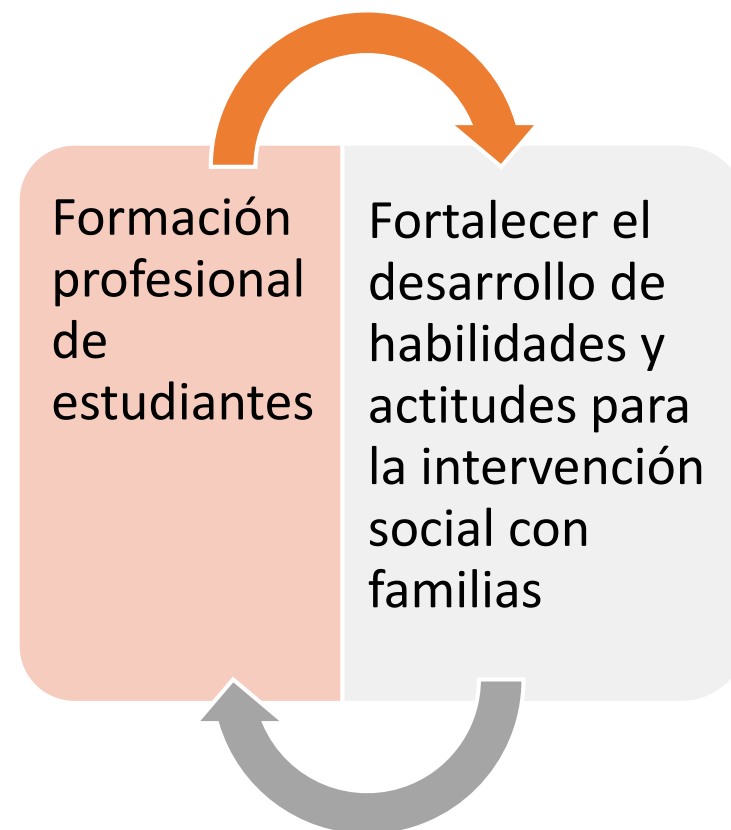 Formación
profesional
de
estudiantes
Fortalecer el
desarrollo de
habilidades y
actitudes para
la intervención
social con
familias